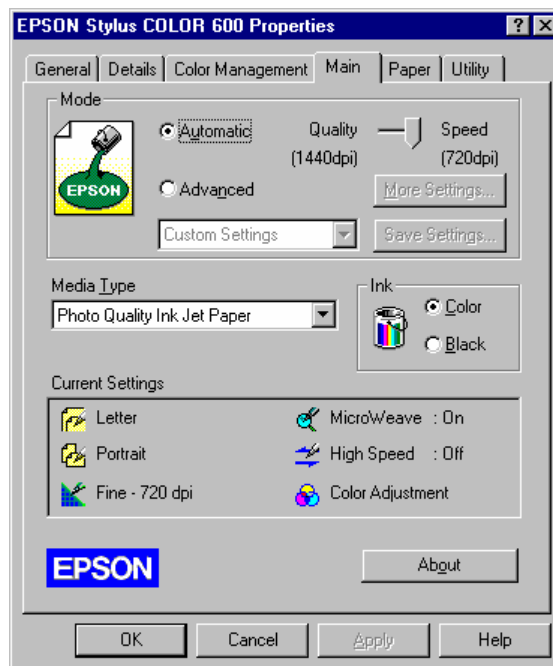 EPSON Stylus COLOR 600 Properties
General Details Color Management Main Paper Utility
Mode
Automatic Quality Speed
(1440dpi) (720dpi)
EPSON
Advanced More Settings...
Custom Settings Save Settings...
Media Type
Photo Quality Ink Jet Paper
Ink
Color
Black
Current Settings
Letter MicroWeave : On
Portrait High Speed : Off
Fine - 720 dpi Color Adjustment
EPSON About
OK Cancel Apply Help